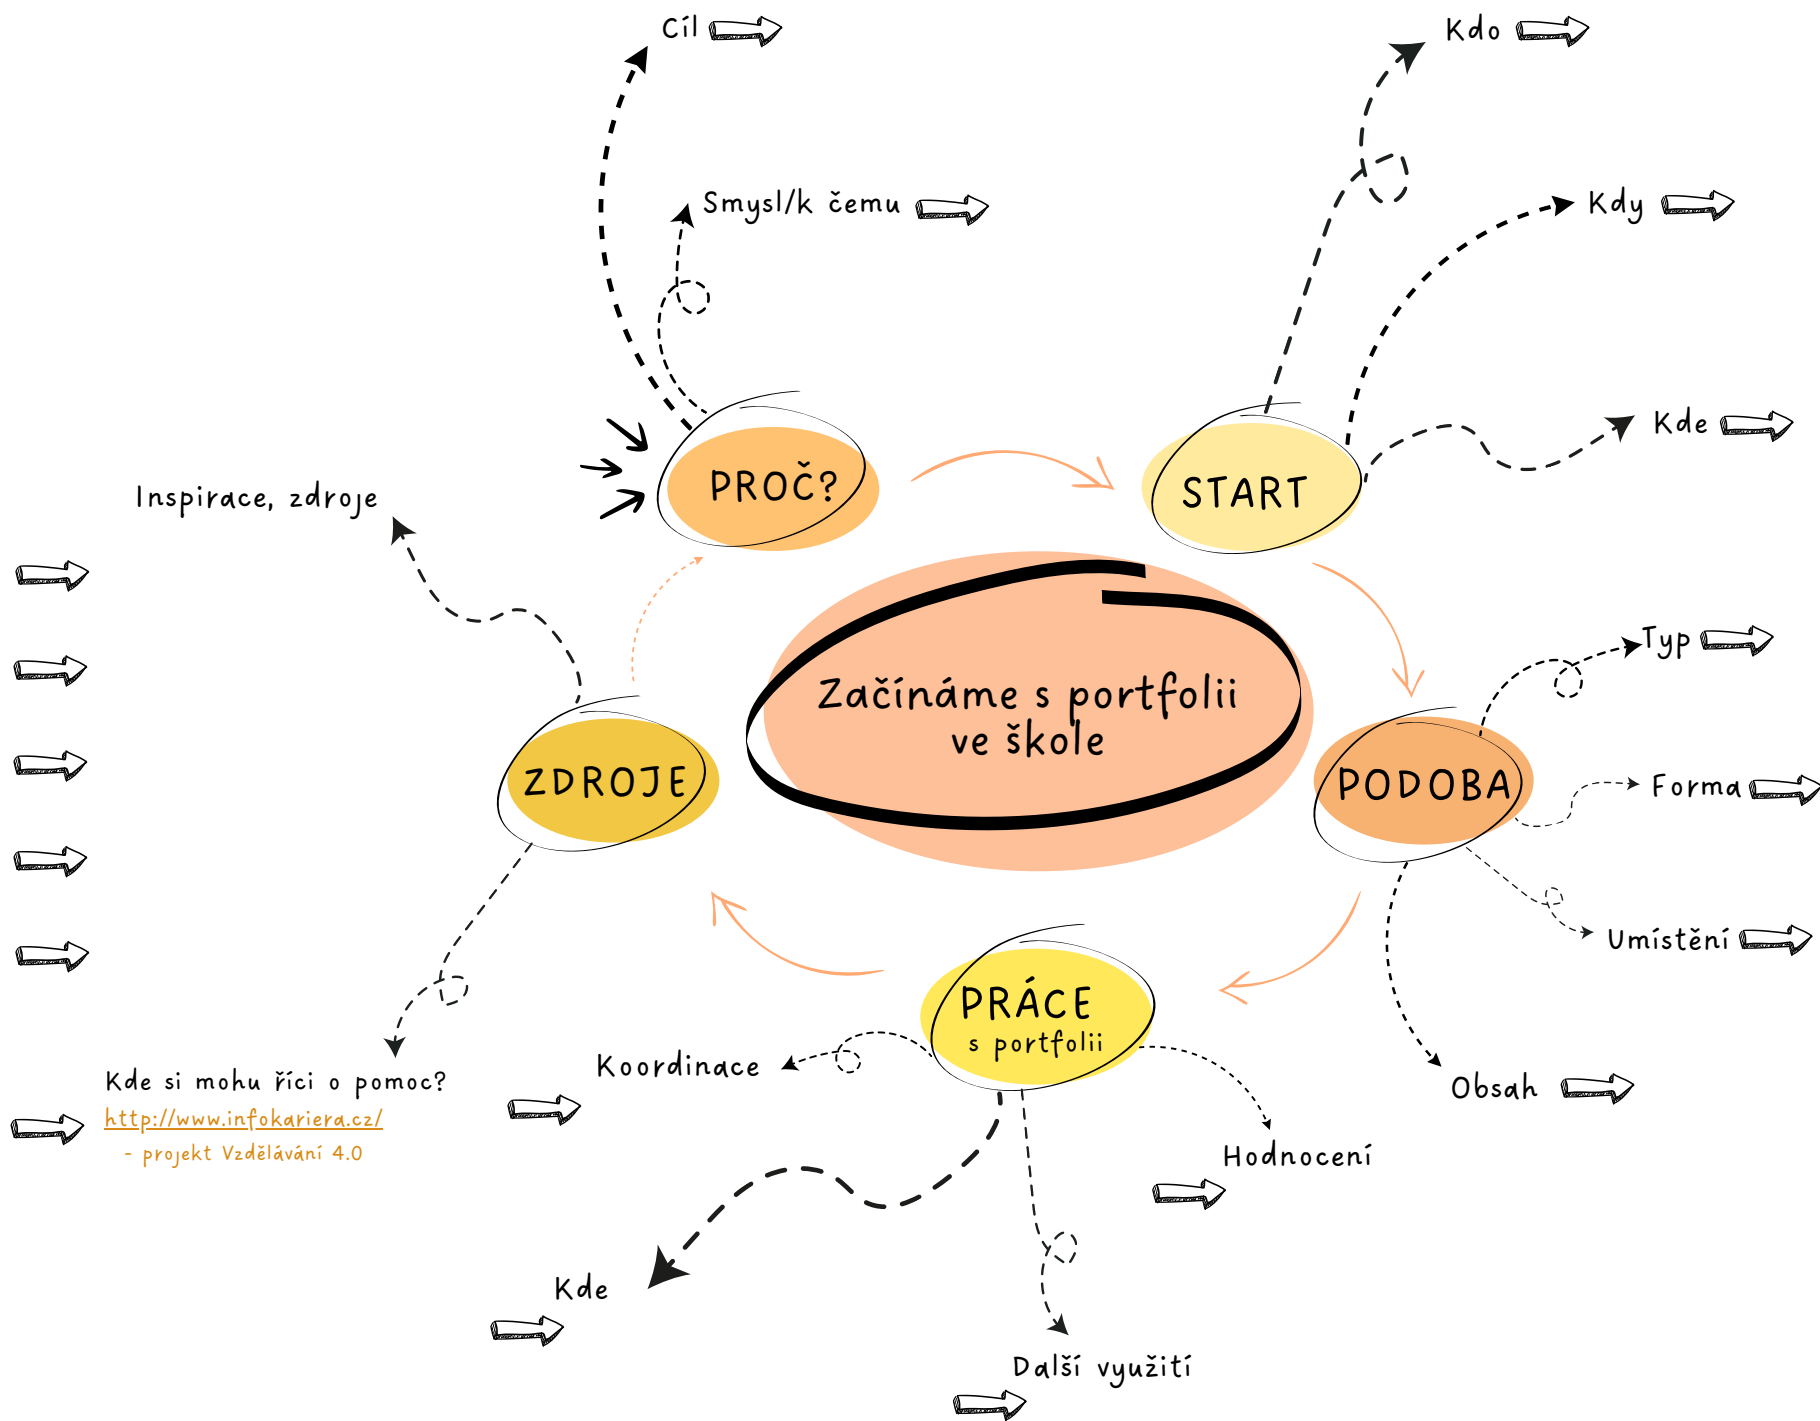 Cíl
Kdo
Smysl/k čemu
Kdy
Kde
PROČ?
START
Inspirace, zdroje
Začínáme s portfolii
ve škole
Typ
ZDROJE
PODOBA
Forma
Umístění
PRÁCE
s portfolii
Koordinace
Kde si mohu říci o pomoc?
http://www.infokariera.cz/
- projekt Vzdělávání 4.0
Obsah
Hodnocení
Kde
Další využití